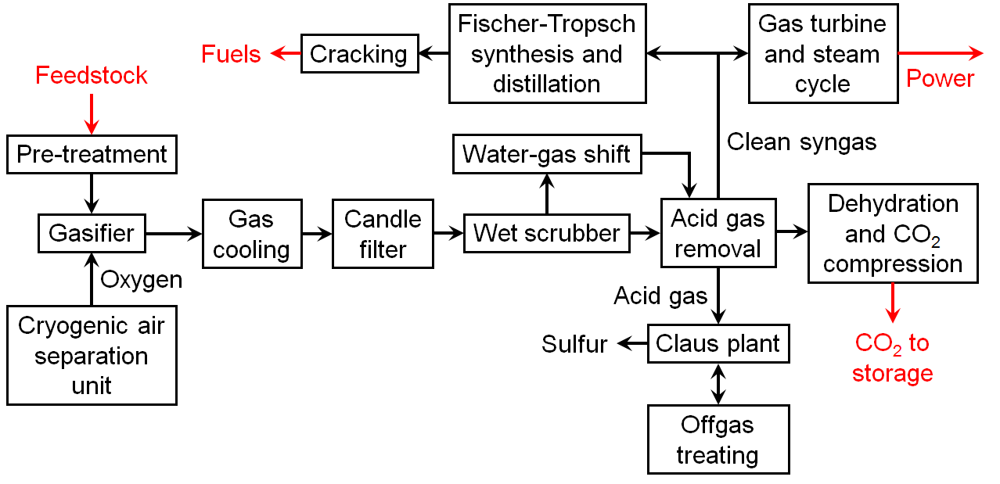 Fischer-Tropsch
synthesis and
distillation
Gas turbine
and steam
cycle
Fuels
Cracking
Power
Feedstock
Pre-treatment
Water-gas shift
Clean syngas
Gasifier
Gas
cooling
Candle
filter
Wet scrubber
Acid gas
removal
Dehydration
and CO₂
compression
Oxygen
Cryogenic air
separation
unit
Acid gas
Sulfur
Claus plant
CO₂ to
storage
Offgas
treating